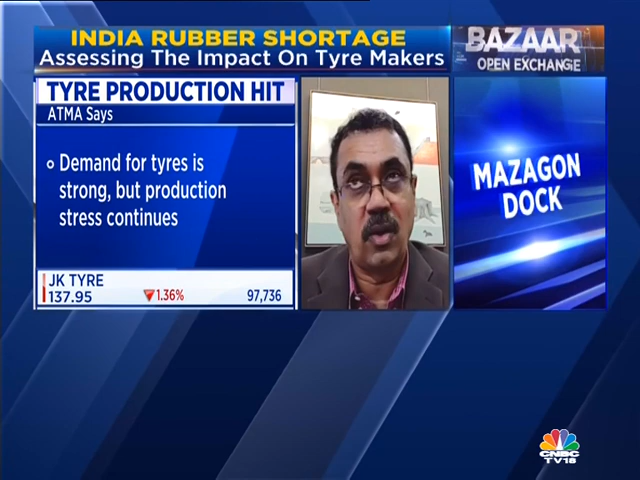 INDIA RUBBER SHORTAGE
Assessing The Impact On Tyre Makers
BAZAAR
OPEN EXCHANGE
TYRE PRODUCTION HIT
ATMA Says
Demand for tyres is
strong, but production
stress continues
JK TYRE
137.95 ▼1.36% 97,736
MAZAGON
DOCK
CNBC
TV18